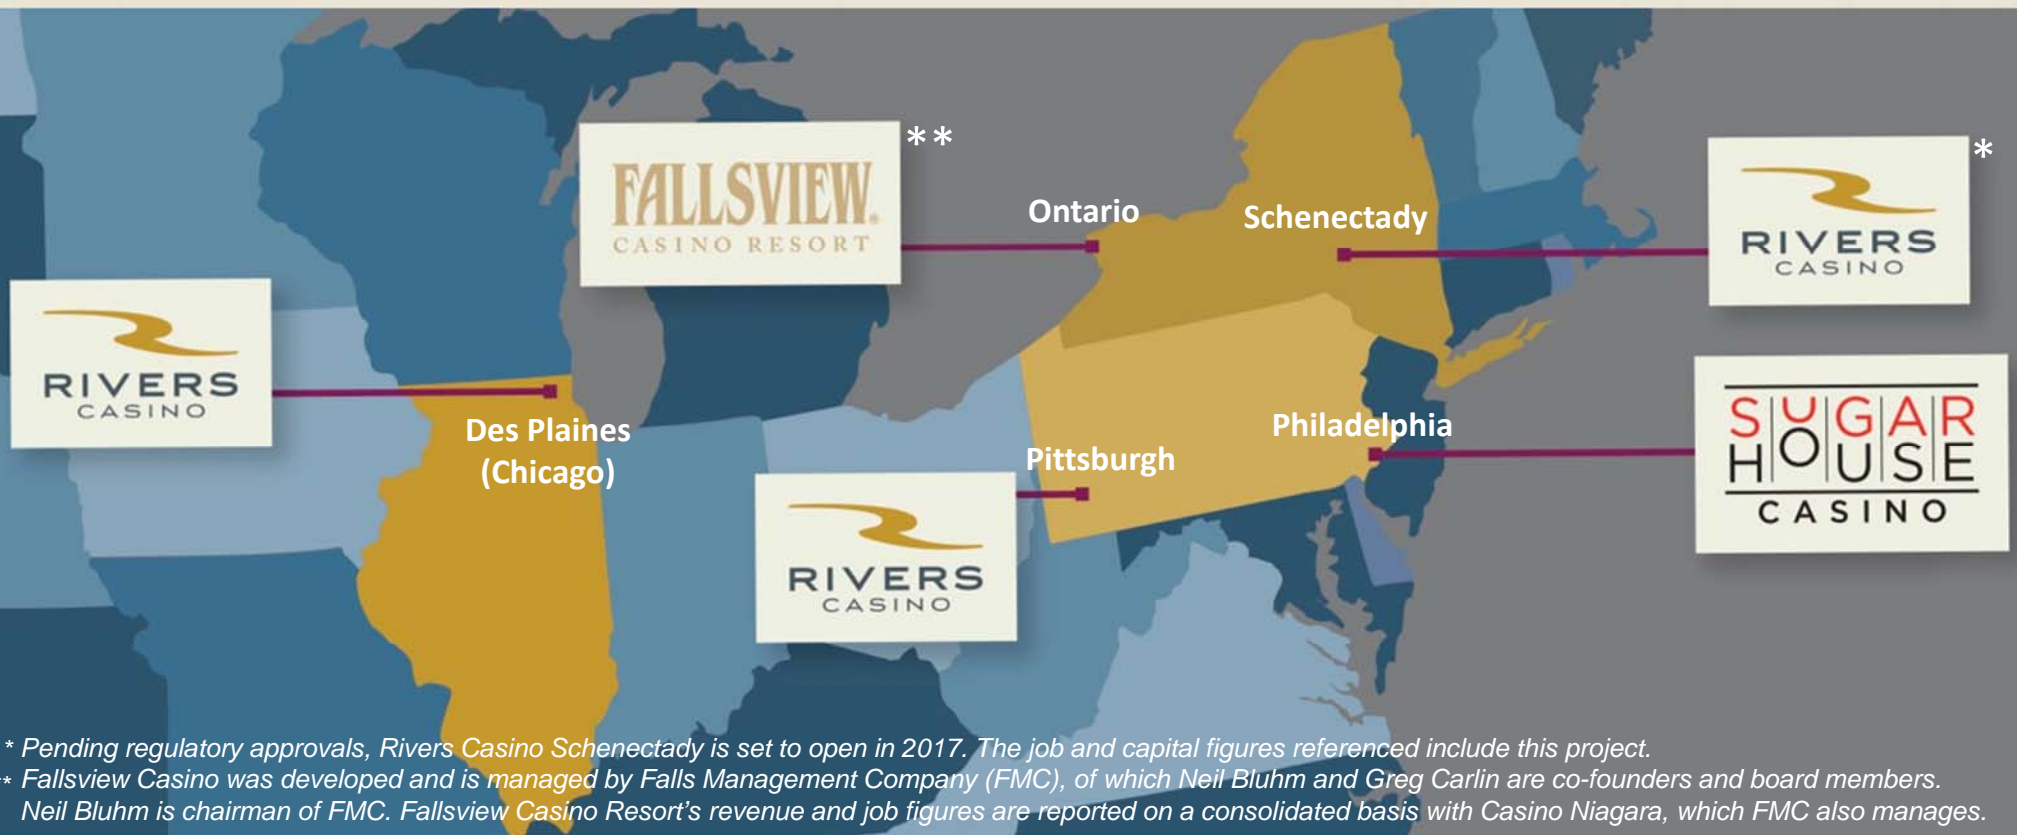 **
FALLSVIEW®
CASINO RESORT
Ontario
Schenectady
*
RIVERS
CASINO
RIVERS
CASINO
Des Plaines
(Chicago)
Philadelphia
SUGAR
HOUSE
CASINO
Pittsburgh
RIVERS
CASINO
* Pending regulatory approvals, Rivers Casino Schenectady is set to open in 2017. The job and capital figures referenced include this project.
** Fallsview Casino was developed and is managed by Falls Management Company (FMC), of which Neil Bluhm and Greg Carlin are co-founders and board members.
Neil Bluhm is chairman of FMC. Fallsview Casino Resort's revenue and job figures are reported on a consolidated basis with Casino Niagara, which FMC also manages.